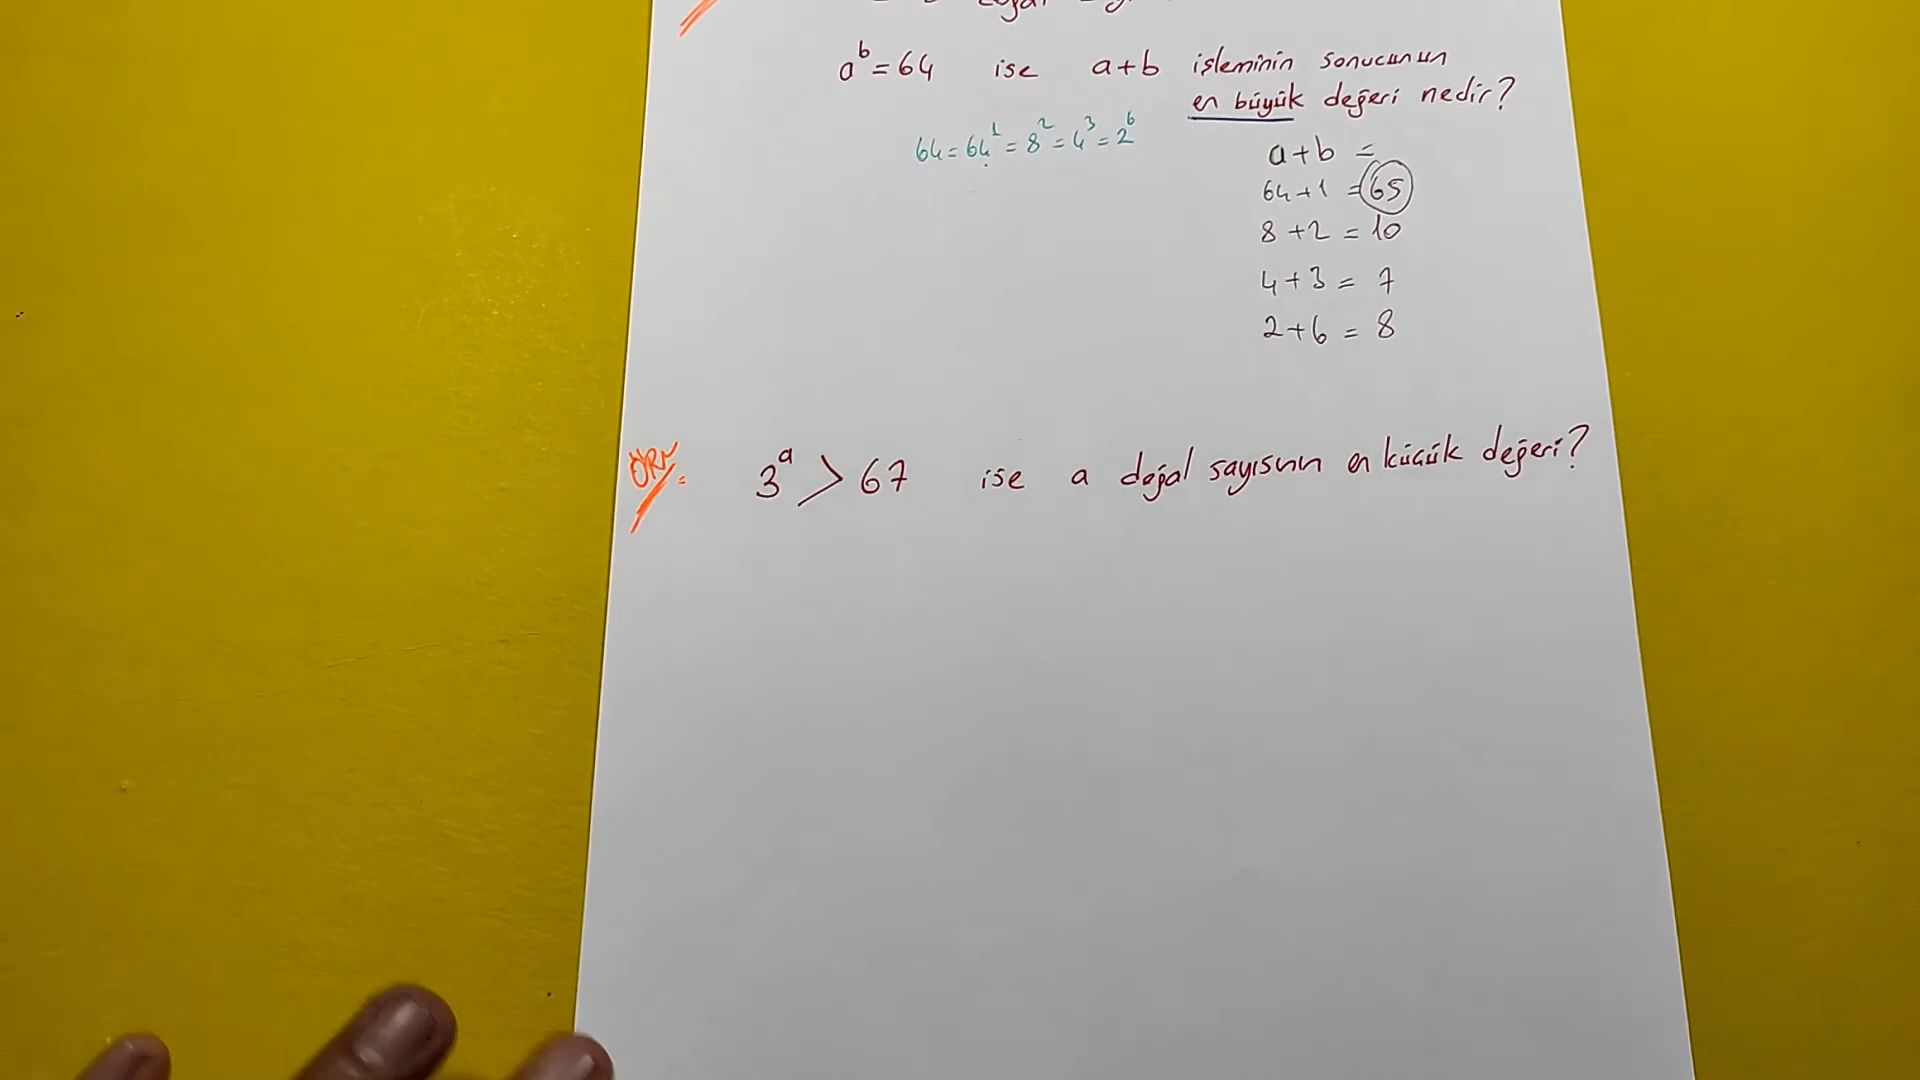 doğal
a^b = 64 ise a+b işleminin sonucunun
en büyük değeri nedir?
64 = 64^1 = 8^2 = 4^3 = 2^6
a+b =
64+1 = 65
8+2 = 10
4+3 = 7
2+6 = 8
ÖRN: 3^a > 67 ise a doğal sayısının en küçük değeri?